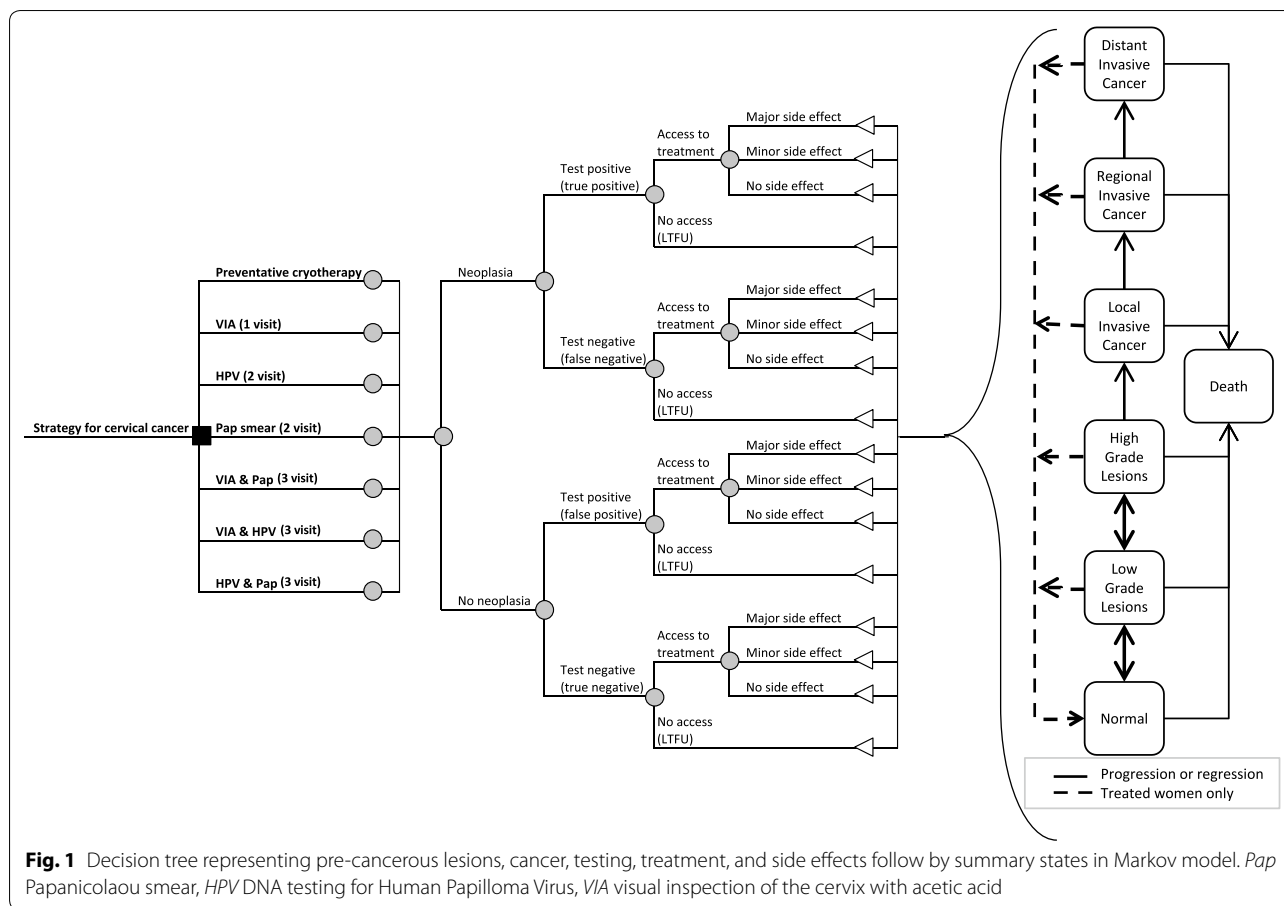 Strategy for cervical cancer
Preventative cryotherapy
VIA (1 visit)
HPV (2 visit)
Pap smear (2 visit)
VIA & Pap (3 visit)
VIA & HPV (3 visit)
HPV & Pap (3 visit)
Neoplasia
No neoplasia
Test positive
(true positive)
Access to
treatment
Major side effect
Minor side effect
No side effect
No access
(LTFU)
Test negative
(false negative)
Access to
treatment
Major side effect
Minor side effect
No side effect
No access
(LTFU)
Test positive
(false positive)
Access to
treatment
Major side effect
Minor side effect
No side effect
No access
(LTFU)
Test negative
(true negative)
Access to
treatment
Major side effect
Minor side effect
No side effect
No access
(LTFU)
Distant
Invasive
Cancer
Regional
Invasive
Cancer
Local
Invasive
Cancer
Death
High
Grade
Lesions
Low
Grade
Lesions
Normal
Progression or regression
Treated women only
Fig. 1 Decision tree representing pre-cancerous lesions, cancer, testing, treatment, and side effects follow by summary states in Markov model. Pap
Papanicolaou smear, HPV DNA testing for Human Papilloma Virus, VIA visual inspection of the cervix with acetic acid